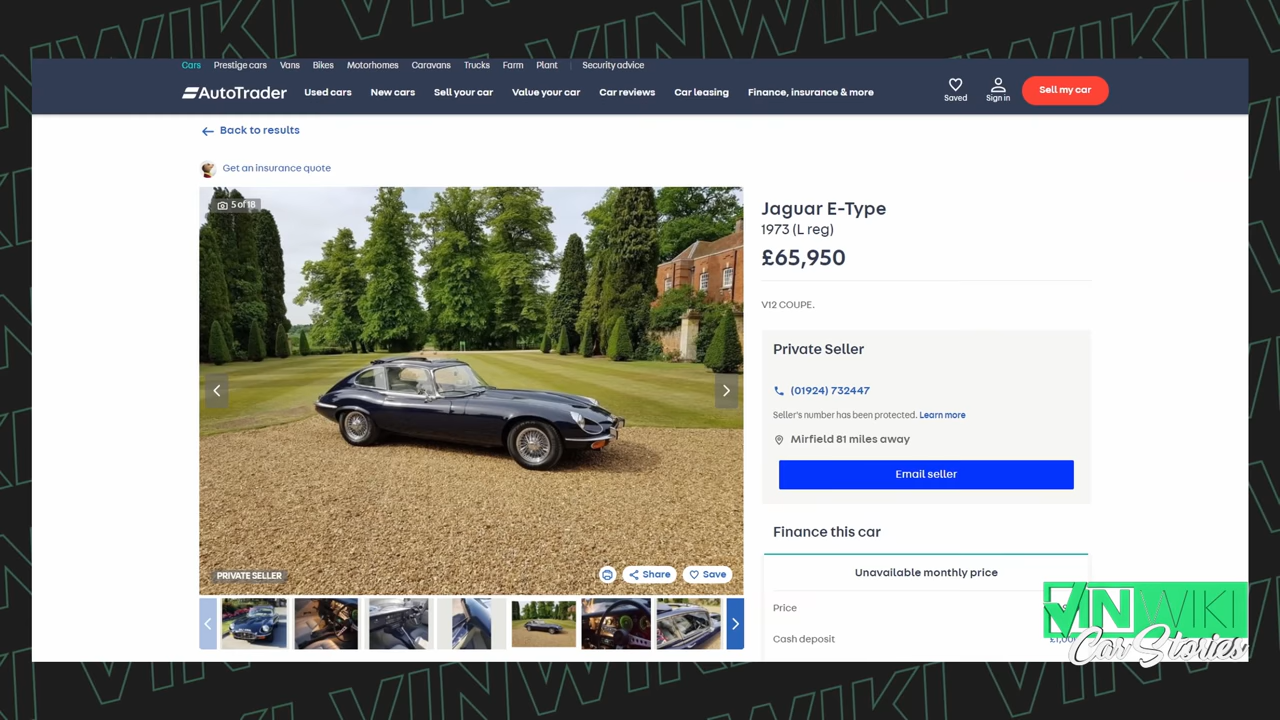 Cars Prestige cars Vans Bikes Motorhomes Caravans Trucks Farm Plant Security advice
AutoTrader Used cars New cars Sell your car Value your car Car reviews Car leasing Finance, insurance & more Saved Sign in Sell my car
Back to results
Get an insurance quote
5 of 18
Jaguar E-Type
1973 (L reg)
£65,950
V12 COUPE.
Private Seller
(01924) 732447
Seller's number has been protected. Learn more
Mirfield 81 miles away
Email seller
Finance this car
PRIVATE SELLER
Share
Save
Unavailable monthly price
Price
Cash deposit
VINWIKI
Car Stories